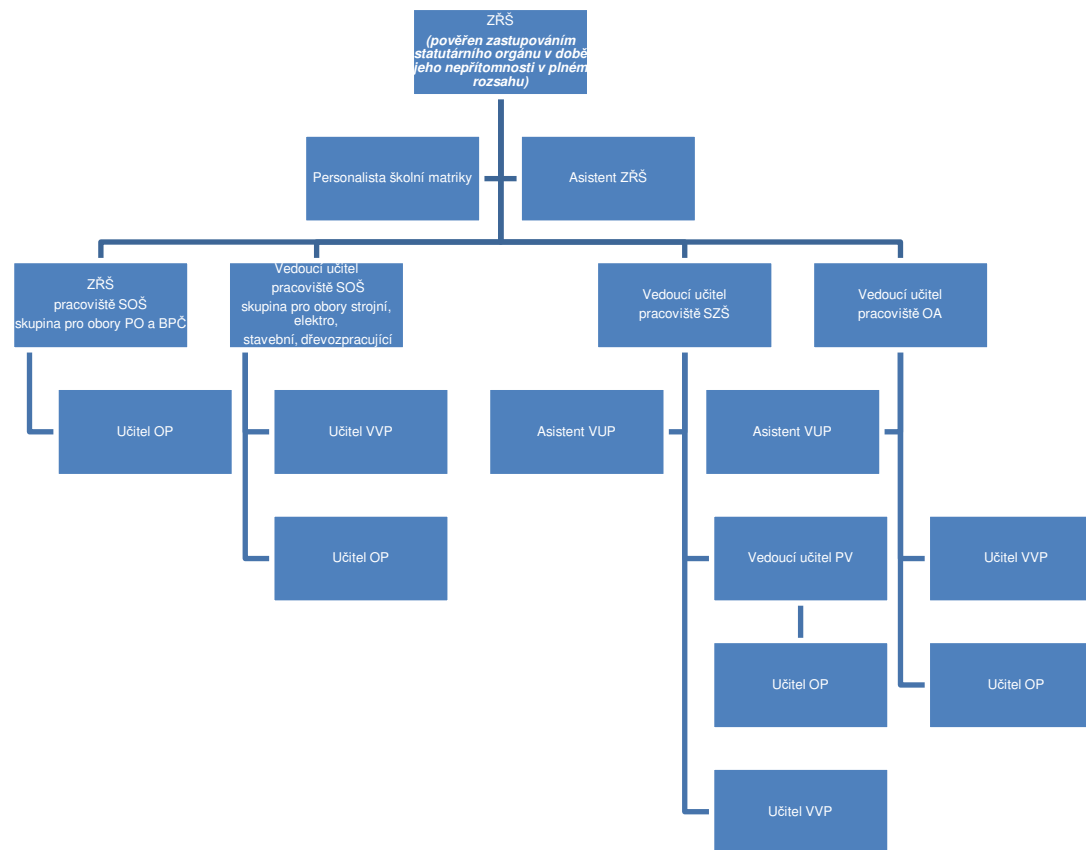 ZŘŠ
(pověřen zastupováním
statutárního orgánu v době
jeho nepřítomnosti v plném
rozsahu)
Personalista školní matriky
Asistent ZŘŠ
ZŘŠ
pracoviště SOŠ
skupina pro obory PO a BPČ
Vedoucí učitel
pracoviště SOŠ
skupina pro obory strojní,
elektro,
stavební, dřevozpracující
Vedoucí učitel
pracoviště SZŠ
Vedoucí učitel
pracoviště OA
Učitel OP
Učitel VVP
Asistent VUP
Asistent VUP
Učitel OP
Vedoucí učitel PV
Učitel VVP
Učitel OP
Učitel OP
Učitel VVP